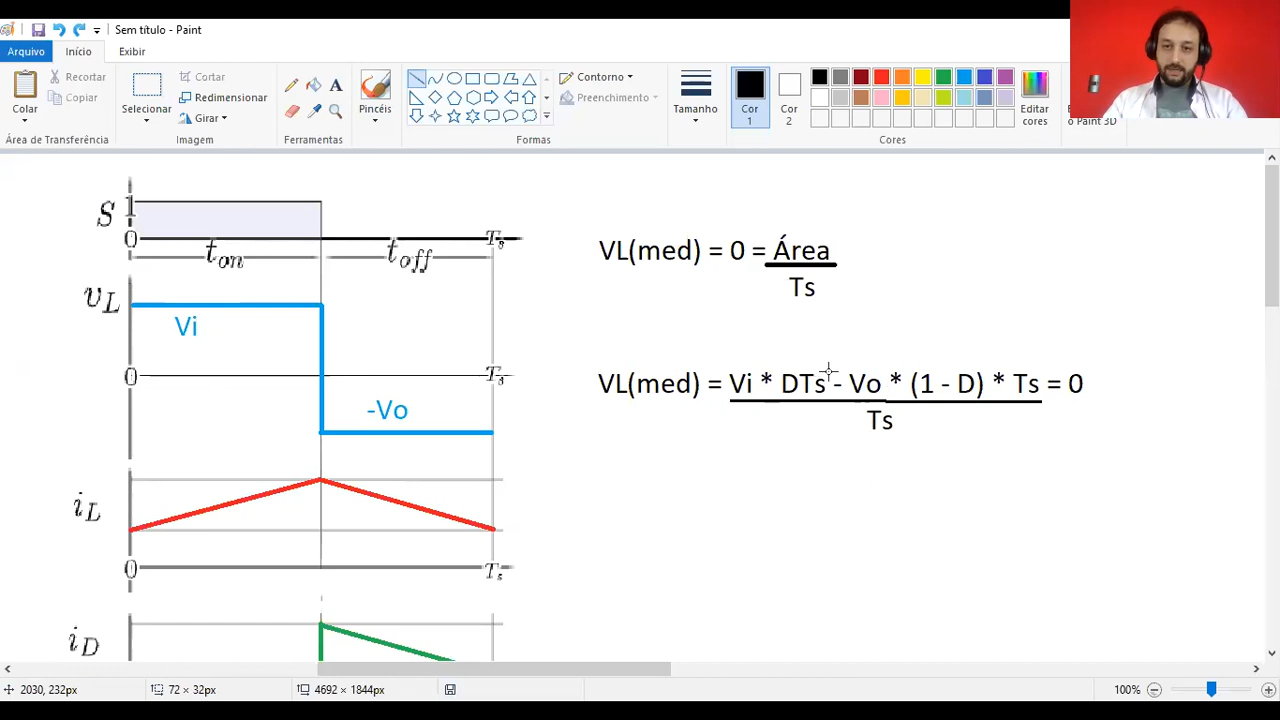 Sem título - Paint
Arquivo Início Exibir
Colar
Recortar
Copiar
Área de Transferência
Selecionar
Cortar
Redimensionar
Girar
Imagem
A
Ferramentas
Pincéis
Contorno
Preenchimento
Formas
Tamanho
Cor 1
Cor 2
Editar cores
Cores
o Paint 3D
S 1
0 ton toff Ts
vL
Vi
0 Ts
-Vo
iL
0 Ts
iD
VL(med) = 0 = Área
Ts
VL(med) = Vi * DTs - Vo * (1 - D) * Ts = 0
Ts
2030, 232px 72 × 32px 4692 × 1844px 100%